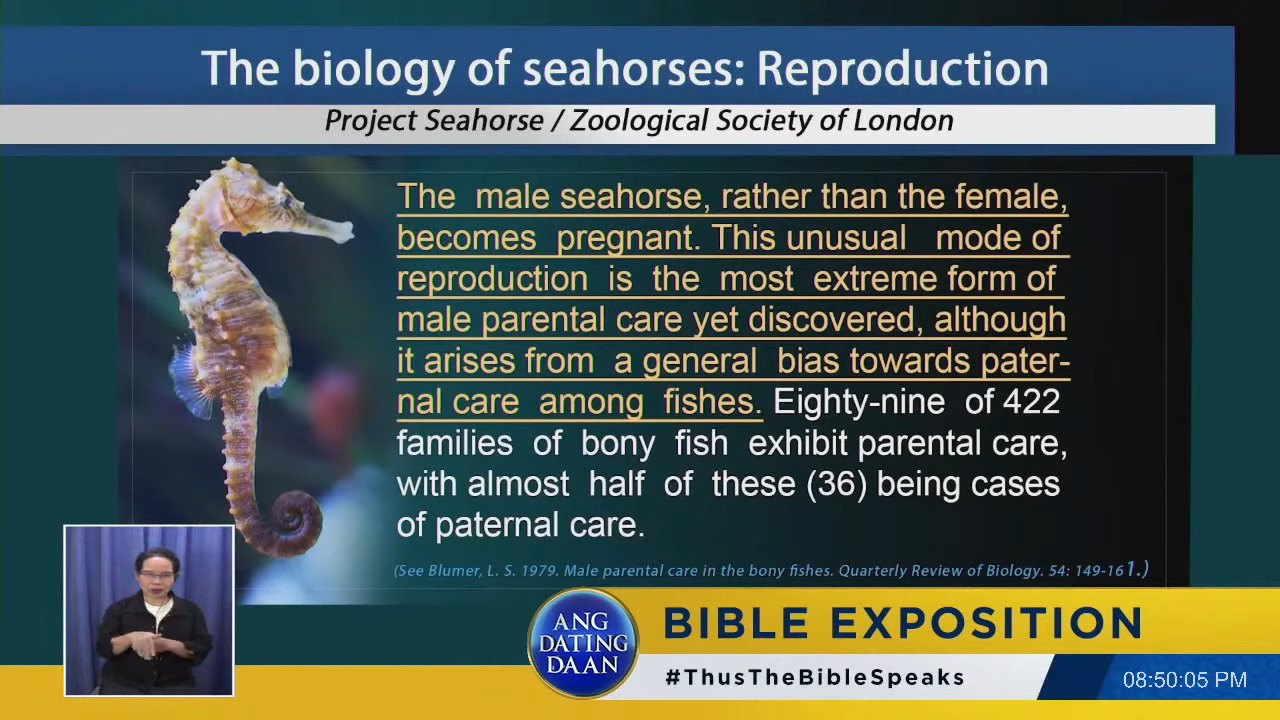 The biology of seahorses: Reproduction
Project Seahorse / Zoological Society of London
The male seahorse, rather than the female,
becomes pregnant. This unusual mode of
reproduction is the most extreme form of
male parental care yet discovered, although
it arises from a general bias towards pater-
nal care among fishes. Eighty-nine of 422
families of bony fish exhibit parental care,
with almost half of these (36) being cases
of paternal care.
(See Blumer, L. S. 1979. Male parental care in the bony fishes. Quarterly Review of Biology. 54: 149-161.)
ANG
DATING
DAAN
BIBLE EXPOSITION
#ThusTheBibleSpeaks
08:50:05 PM